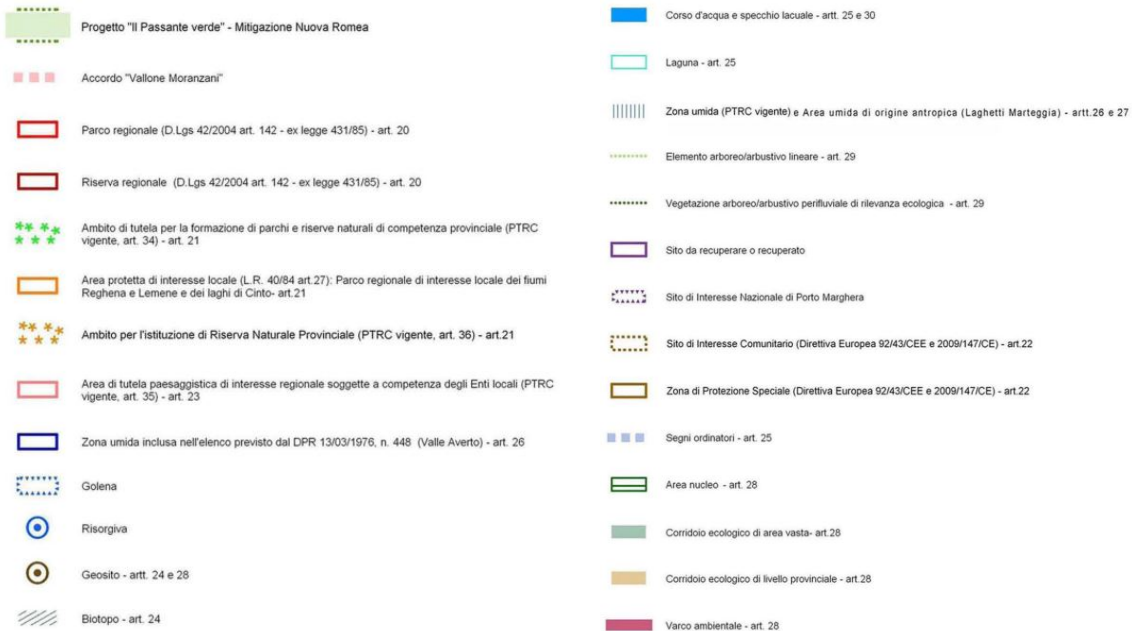 Progetto "Il Passante verde" - Mitigazione Nuova Romea
Accordo "Vallone Moranzani"
Parco regionale (D.Lgs 42/2004 art. 142 - ex legge 431/85) - art. 20
Riserva regionale (D.Lgs 42/2004 art. 142 - ex legge 431/85) - art. 20
Ambito di tutela per la formazione di parchi e riserve naturali di competenza provinciale (PTRC
vigente, art. 34) - art. 21
Area protetta di interesse locale (L.R. 40/84 art.27): Parco regionale di interesse locale dei fiumi
Reghena e Lemene e dei laghi di Cinto- art.21
Ambito per l'istituzione di Riserva Naturale Provinciale (PTRC vigente, art. 36) - art.21
Area di tutela paesaggistica di interesse regionale soggette a competenza degli Enti locali (PTRC
vigente, art. 35) - art. 23
Zona umida inclusa nell'elenco previsto dal DPR 13/03/1976, n. 448 (Valle Averto) - art. 26
Golena
Risorgiva
Geosito - artt. 24 e 28
Biotopo - art. 24
Corso d'acqua e specchio lacuale - artt. 25 e 30
Laguna - art. 25
Zona umida (PTRC vigente) e Area umida di origine antropica (Laghetti Marteggia) - artt.26 e 27
Elemento arboreo/arbustivo lineare - art. 29
Vegetazione arboreo/arbustivo perifluviale di rilevanza ecologica - art. 29
Sito da recuperare o recuperato
Sito di Interesse Nazionale di Porto Marghera
Sito di Interesse Comunitario (Direttiva Europea 92/43/CEE e 2009/147/CE) - art.22
Zona di Protezione Speciale (Direttiva Europea 92/43/CEE e 2009/147/CE) - art.22
Segni ordinatori - art. 25
Area nucleo - art. 28
Corridoio ecologico di area vasta- art.28
Corridoio ecologico di livello provinciale - art.28
Varco ambientale - art. 28